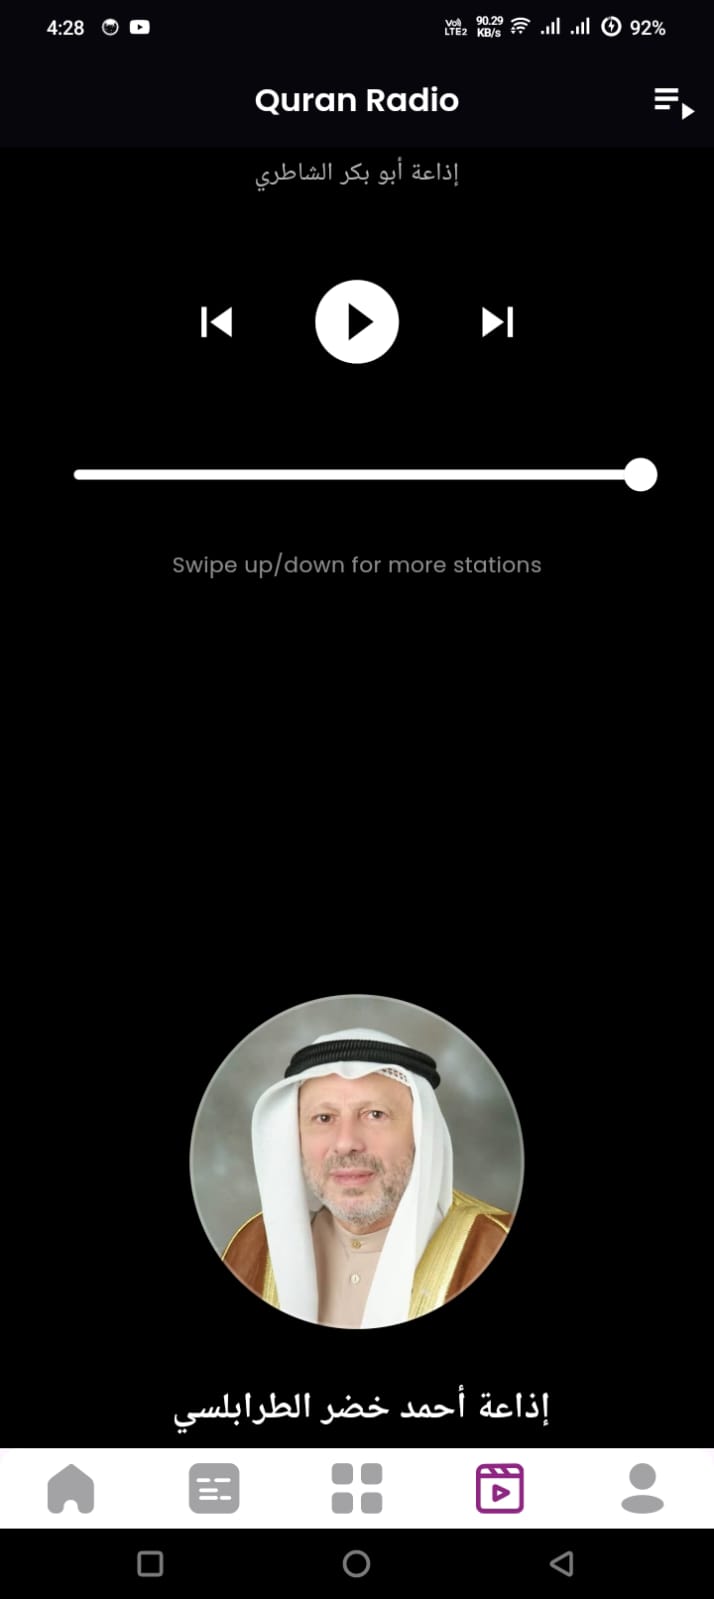 4:28 Vo) LTE2 90.29 KB/s 92%
Quran Radio
إذاعة أبو بكر الشاطري
Swipe up/down for more stations
إذاعة أحمد خضر الطرابلسي